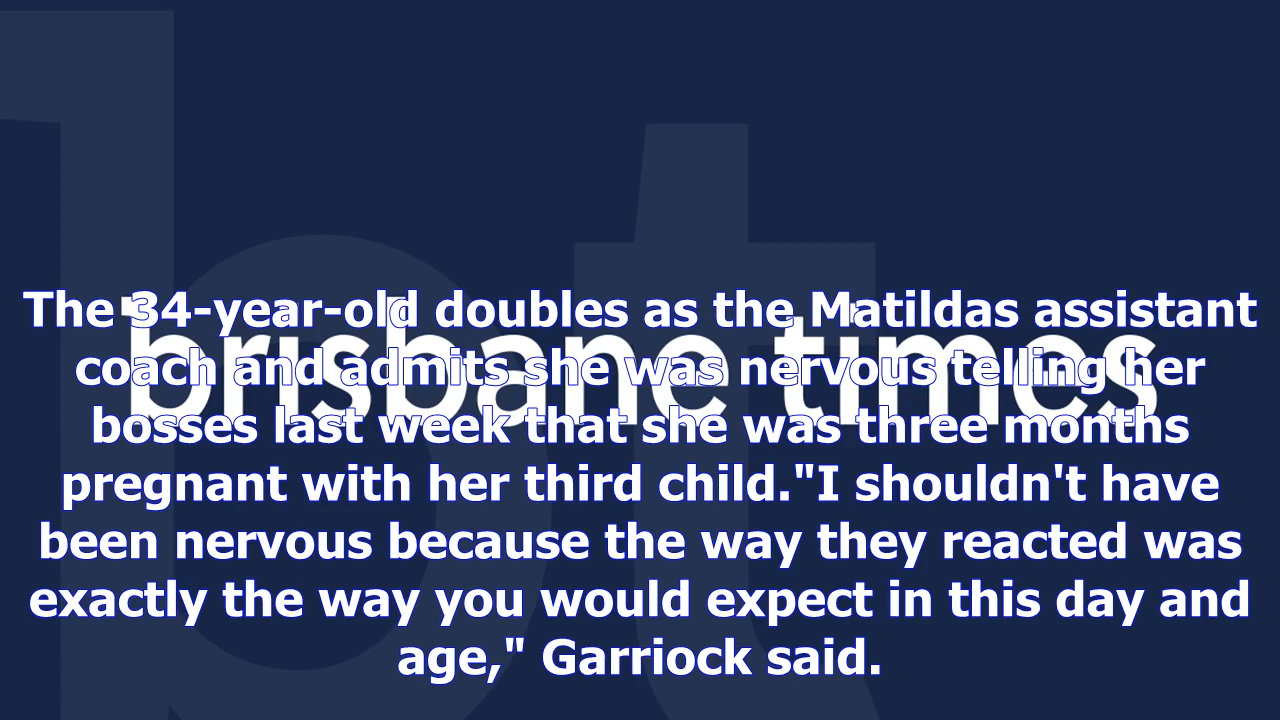 The 34-year-old doubles as the Matildas assistant
brisbane times
coach and admits she was nervous telling her
bosses last week that she was three months
pregnant with her third child."I shouldn't have
been nervous because the way they reacted was
exactly the way you would expect in this day and
age," Garriock said.
bt